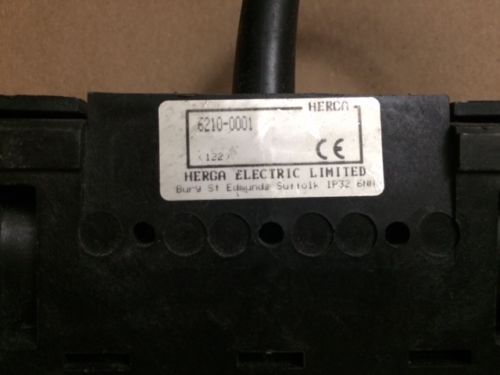 HERGA
6210-0001
(122)
CE
HERGA ELECTRIC LIMITED
Bury St Edmunds Suffolk IP32 6NN